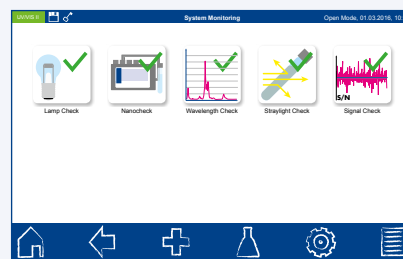 UV/VIS II
System Monitoring
Open Mode, 01.03.2016, 10:
Lamp Check
Nanocheck
Wavelength Check
Straylight Check
Signal Check
S/N